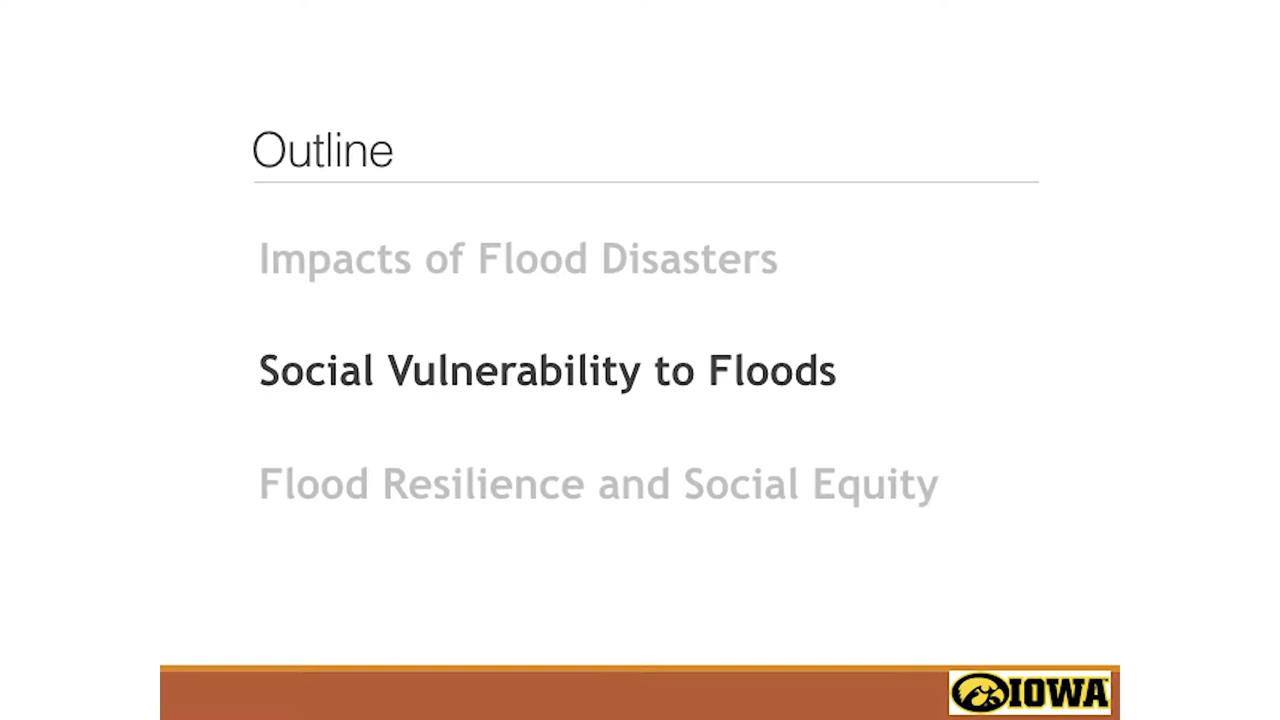 Outline
Impacts of Flood Disasters
Social Vulnerability to Floods
Flood Resilience and Social Equity
IOWA